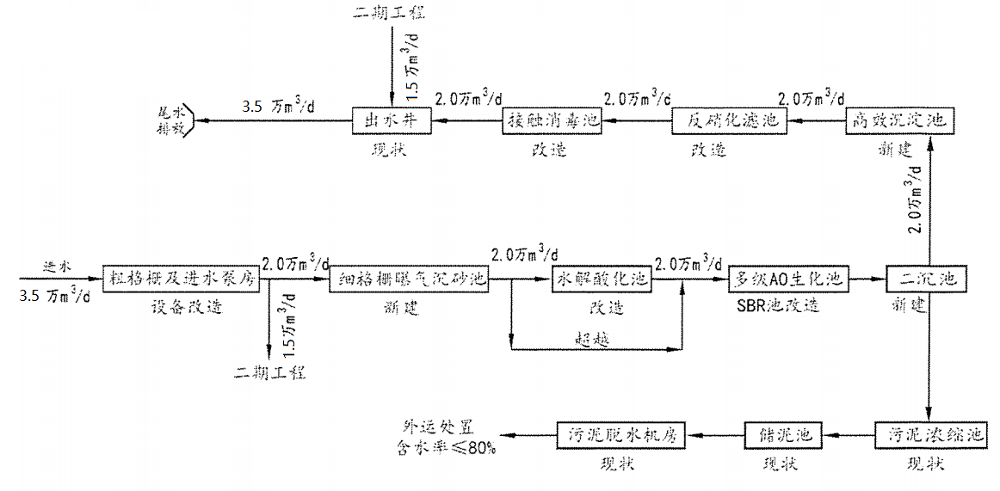 二期工程
1.5万m³/d
3.5 万m³/d
2.0万m³/d
2.0万m³/d
2.0万m³/d
尾水
排放
出水井
接触消毒池
反硝化滤池
高效沉淀池
现状
改造
改造
新建
2.0万m³/d
进水
3.5 万m³/d
粗格栅及进水泵房
设备改造
2.0万m³/d
1.5万m³/d
二期工程
细格栅曝气沉砂池
新建
2.0万m³/d
水解酸化池
改造
超越
2.0万m³/d
多级AO生化池
SBR池改造
二沉池
新建
外运处置
含水率≤80%
污泥脱水机房
储泥池
污泥浓缩池
现状
现状
现状